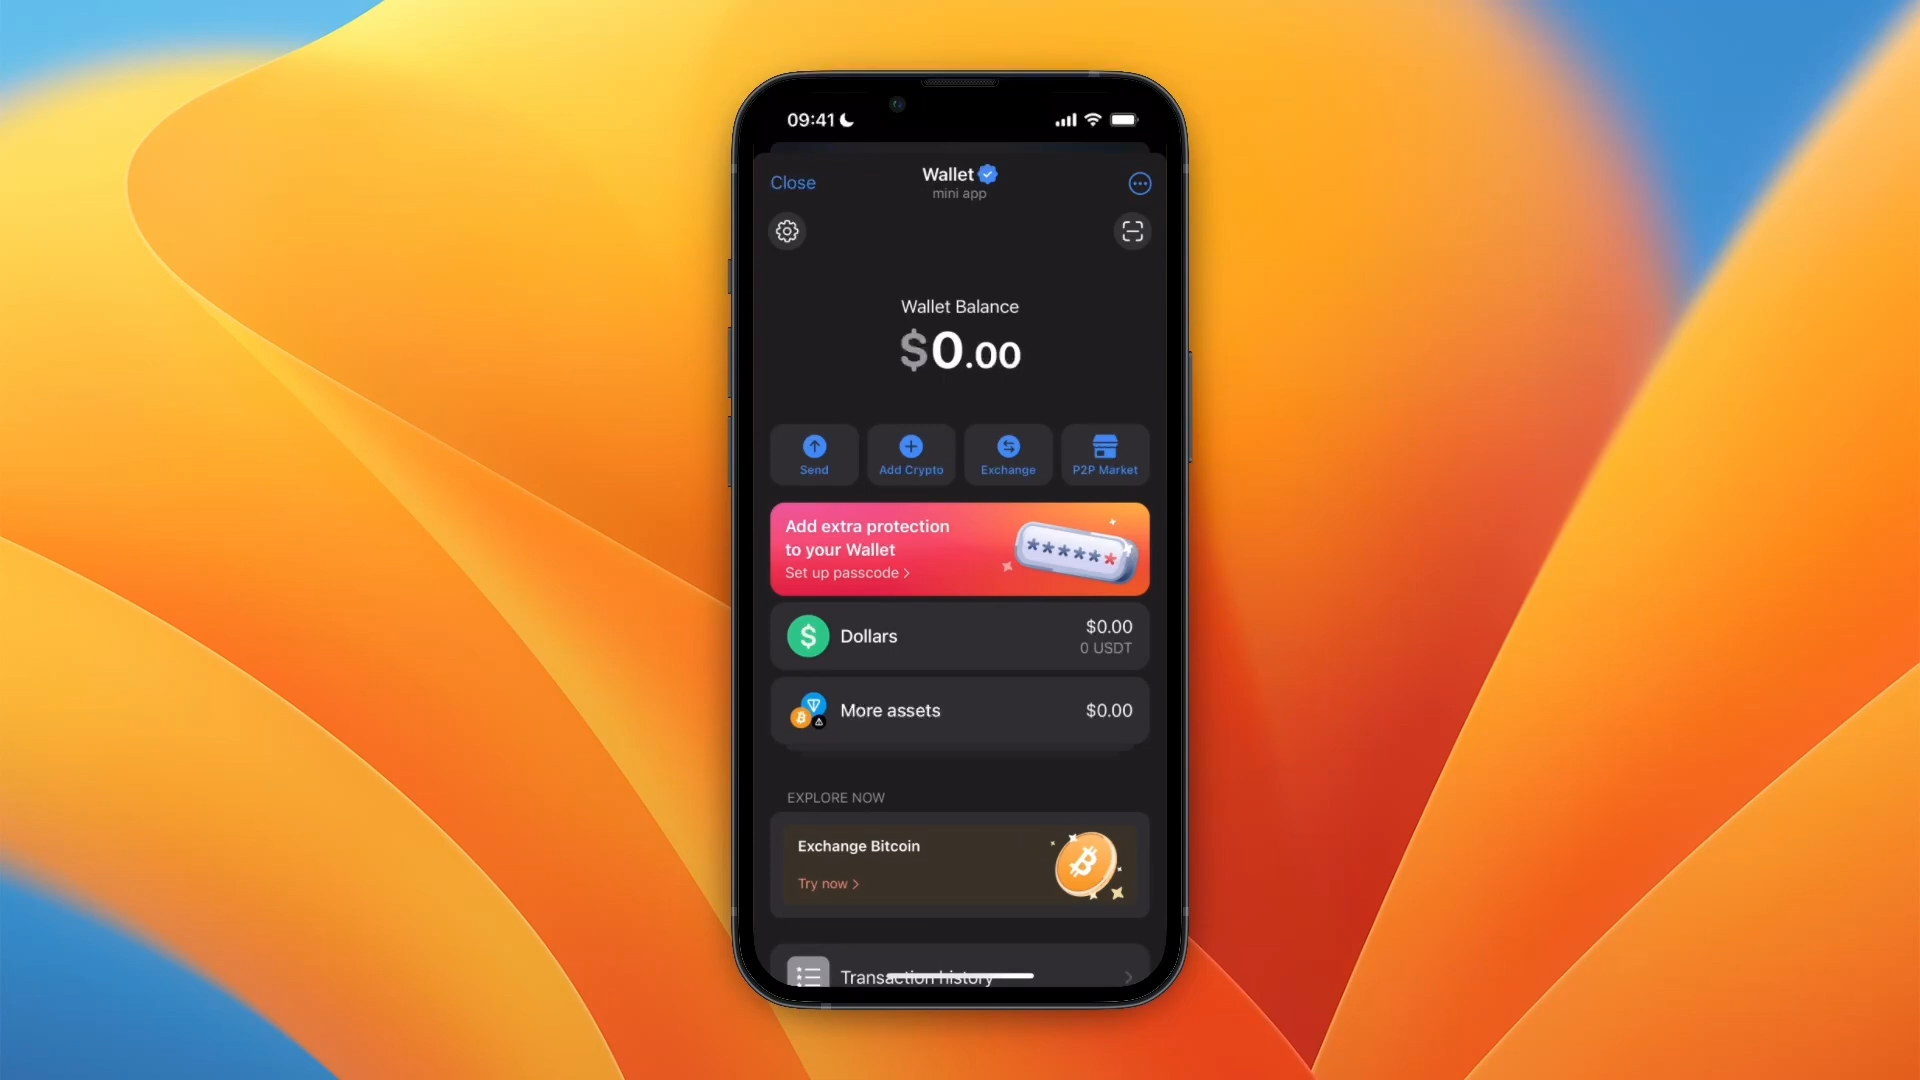 09:41
Close
Wallet
mini app
Wallet Balance
$0.00
Send
Add Crypto
Exchange
P2P Market
Add extra protection
to your Wallet
Set up passcode >
******
Dollars
$0.00
0 USDT
More assets
$0.00
EXPLORE NOW
Exchange Bitcoin
Try now >
Transaction history